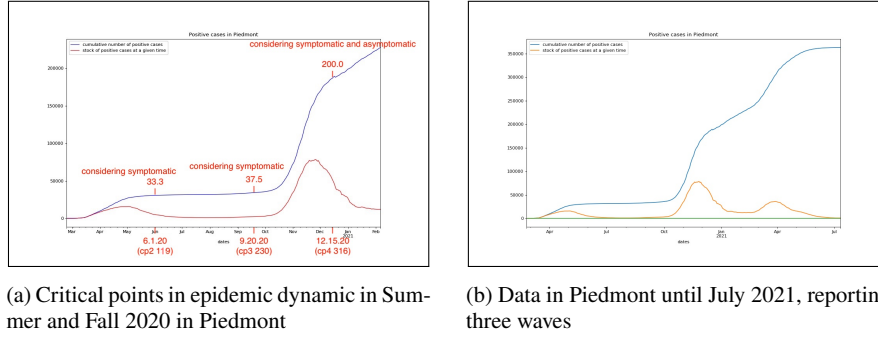 Positive cases in Piedmont
cumulative number of positive cases
stock of positive cases at a given time
considering symptomatic and asymptomatic
200.0
considering symptomatic
33.3
considering symptomatic
37.5
200000
150000
100000
50000
0
Mar Apr May Jun Jul Aug Sep Oct Nov Dec Jan Feb
2021
dates
6.1.20
(cp2 119)
9.20.20
(cp3 230)
12.15.20
(cp4 316)
(a) Critical points in epidemic dynamic in Sum-
mer and Fall 2020 in Piedmont
Positive cases in Piedmont
cumulative number of positive cases
stock of positive cases at a given time
350000
300000
250000
200000
150000
100000
50000
0
Apr Jul Oct Jan Apr Jul
2021
dates
(b) Data in Piedmont until July 2021, reportin
three waves